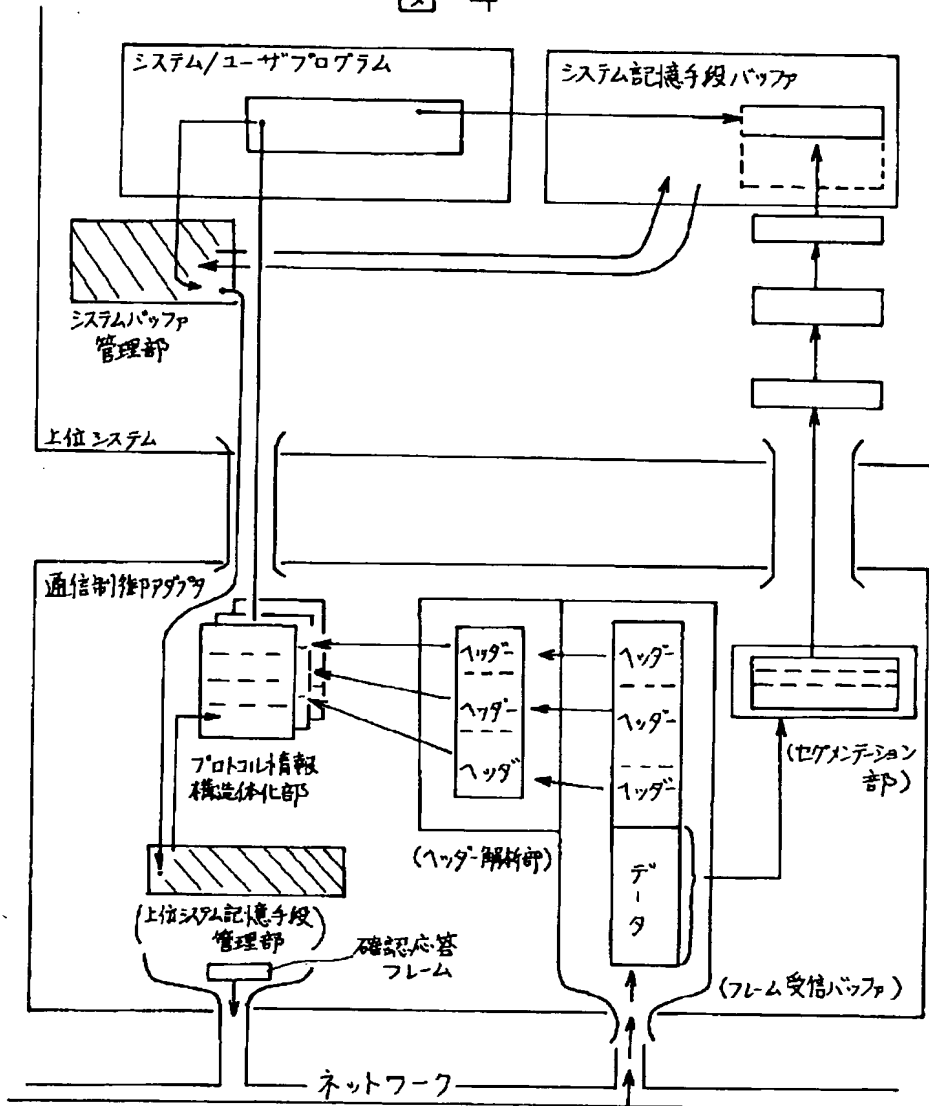 図 4
システム/ユーザプログラム
システム記憶手段バッファ
システムバッファ
管理部
上位システム
通信制御アダプタ
ヘッダー
ヘッダー
ヘッダ
ヘッダー
ヘッダー
ヘッダー
プロトコル情報
構造体化部
(セグメンテーション
部)
(ヘッダー解析部)
データ
(上位システム記憶手段
管理部)
確認応答
フレーム
(フレーム受信バッファ)
ネットワーク